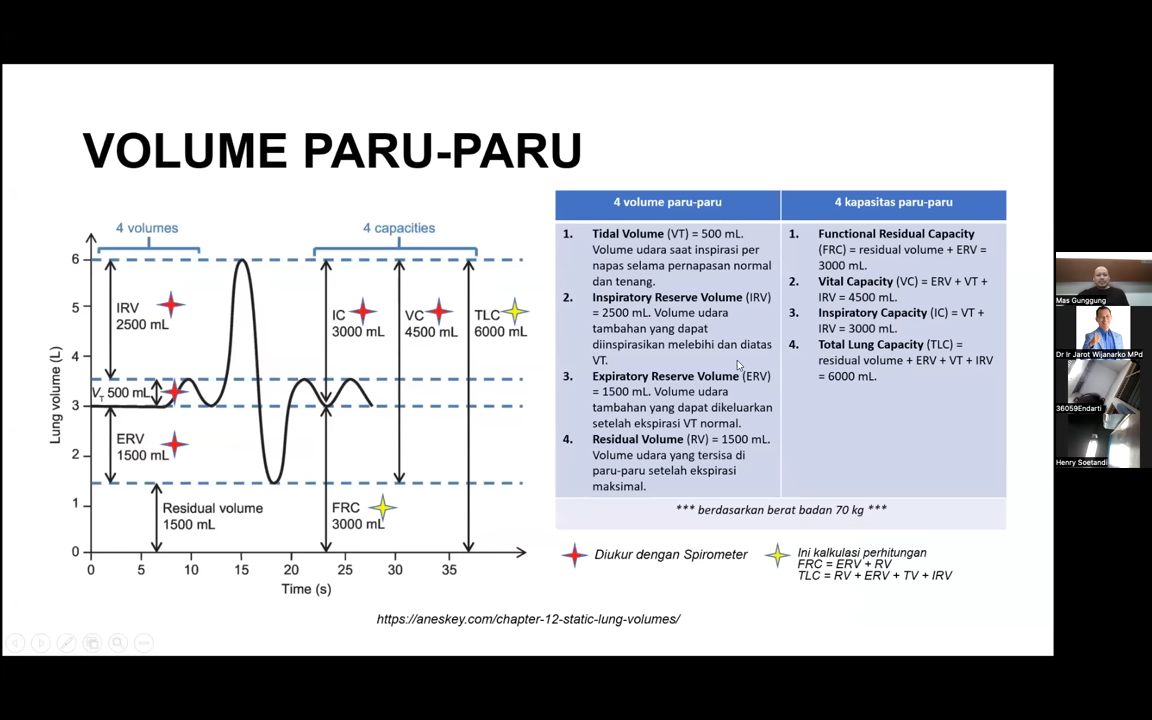 VOLUME PARU-PARU
4 volumes
4 capacities
Lung volume (L)
6
5
4
3
2
1
0
IRV
2500 mL
VT 500 mL
ERV
1500 mL
Residual volume
1500 mL
IC
3000 mL
VC
4500 mL
TLC
6000 mL
FRC
3000 mL
0 5 10 15 20 25 30 35
Time (s)
4 volume paru-paru
1. Tidal Volume (VT) = 500 mL.
Volume udara saat inspirasi per
napas selama pernapasan normal
dan tenang.
2. Inspiratory Reserve Volume (IRV)
= 2500 mL. Volume udara
tambahan yang dapat
diinspirasikan melebihi dan diatas
VT.
3. Expiratory Reserve Volume (ERV)
= 1500 mL. Volume udara
tambahan yang dapat dikeluarkan
setelah ekspirasi VT normal.
4. Residual Volume (RV) = 1500 mL.
Volume udara yang tersisa di
paru-paru setelah ekspirasi
maksimal.
4 kapasitas paru-paru
1. Functional Residual Capacity
(FRC) = residual volume + ERV =
3000 mL.
2. Vital Capacity (VC) = ERV + VT +
IRV = 4500 mL.
3. Inspiratory Capacity (IC) = VT +
IRV = 3000 mL.
4. Total Lung Capacity (TLC) =
residual volume + ERV + VT + IRV
= 6000 mL.
*** berdasarkan berat badan 70 kg ***
Diukur dengan Spirometer
Ini kalkulasi perhitungan
FRC = ERV + RV
TLC = RV + ERV + TV + IRV
https://aneskey.com/chapter-12-static-lung-volumes/
Mas Gunggung
Dr Ir Jarot Wijanarko MPd
36059Endarti
Henry Soetandi